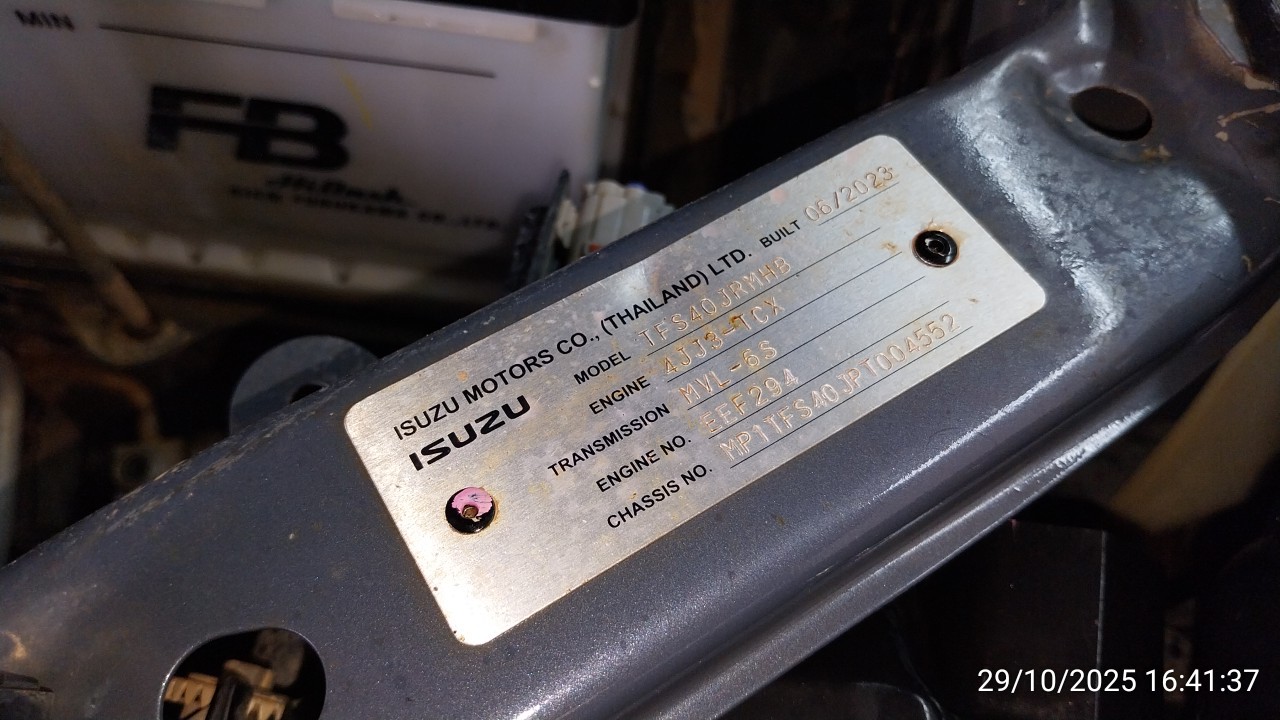 MIN
FB
ISUZU MOTORS CO., (THAILAND) LTD. BUILT 06/2023
ISUZU
MODEL TFS40JRMHB
ENGINE 4JJ3-TCX
TRANSMISSION MVL-6S
ENGINE NO. EEF294
CHASSIS NO. MP1TFS40JPT004552
29/10/2025 16:41:37